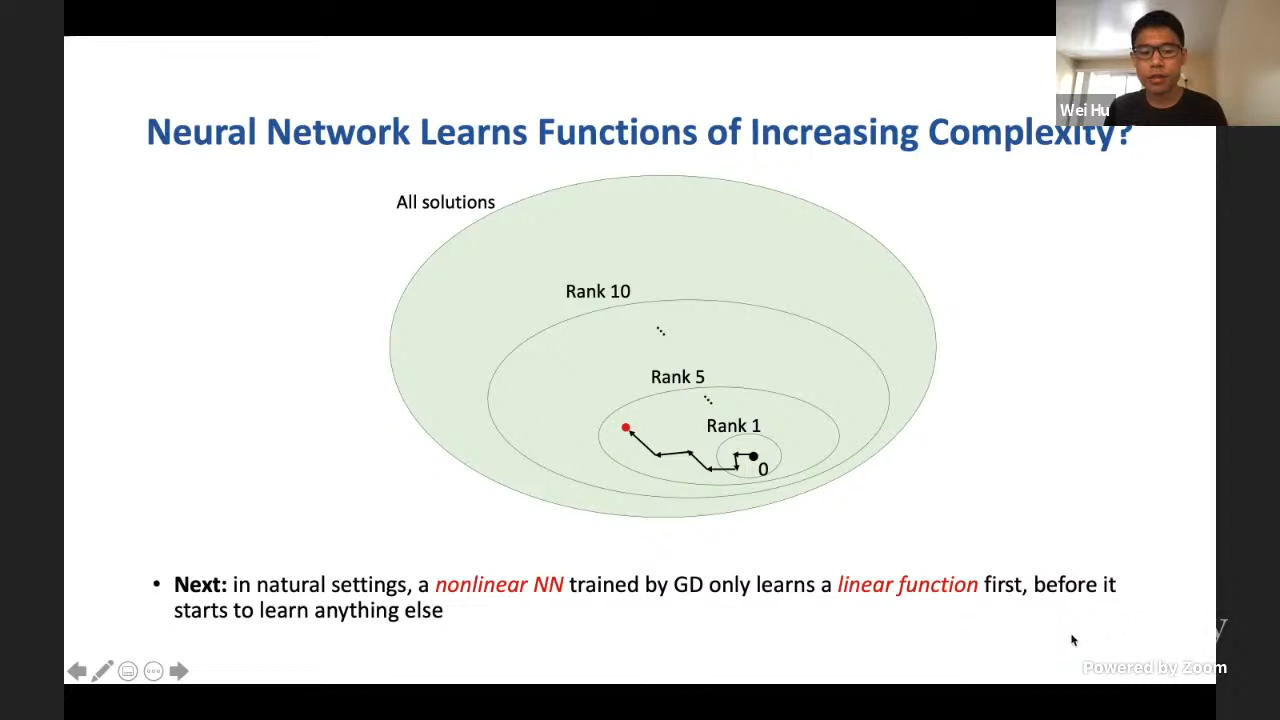 Wei Hu
Neural Network Learns Functions of Increasing Complexity?
All solutions
Rank 10
Rank 5
Rank 1
0
• Next: in natural settings, a nonlinear NN trained by GD only learns a linear function first, before it
starts to learn anything else
y
Powered by Zoom